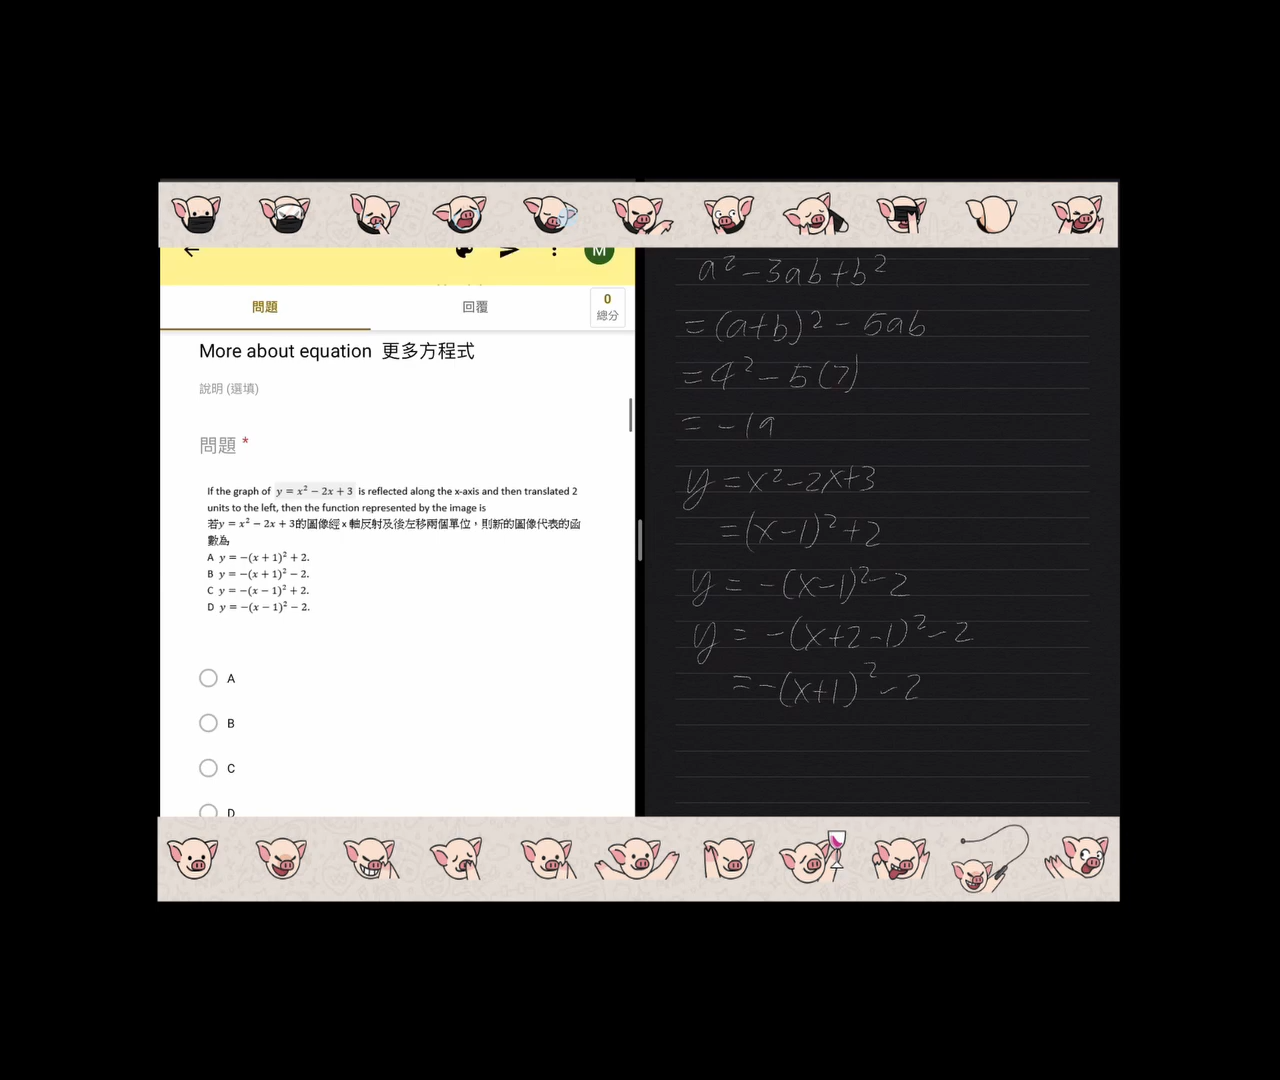 M
問題
回覆
0
總分
More about equation 更多方程式
說明 (選填)
問題 *
If the graph of y = x² − 2x + 3 is reflected along the x-axis and then translated 2
units to the left, then the function represented by the image is
若y = x² − 2x + 3的圖像經 x 軸反射及後左移兩個單位，則新的圖像代表的函
數為
A y = −(x + 1)² + 2.
B y = −(x + 1)² − 2.
C y = −(x − 1)² + 2.
D y = −(x − 1)² − 2.
A
B
C
D
a² − 3ab + b²
= (a+b)² − 5ab
= 4² − 5(7)
= −19
y = x² − 2x + 3
= (x−1)² + 2
y = −(x−1)² − 2
y = −(x+2−1)² − 2
= −(x+1)² − 2